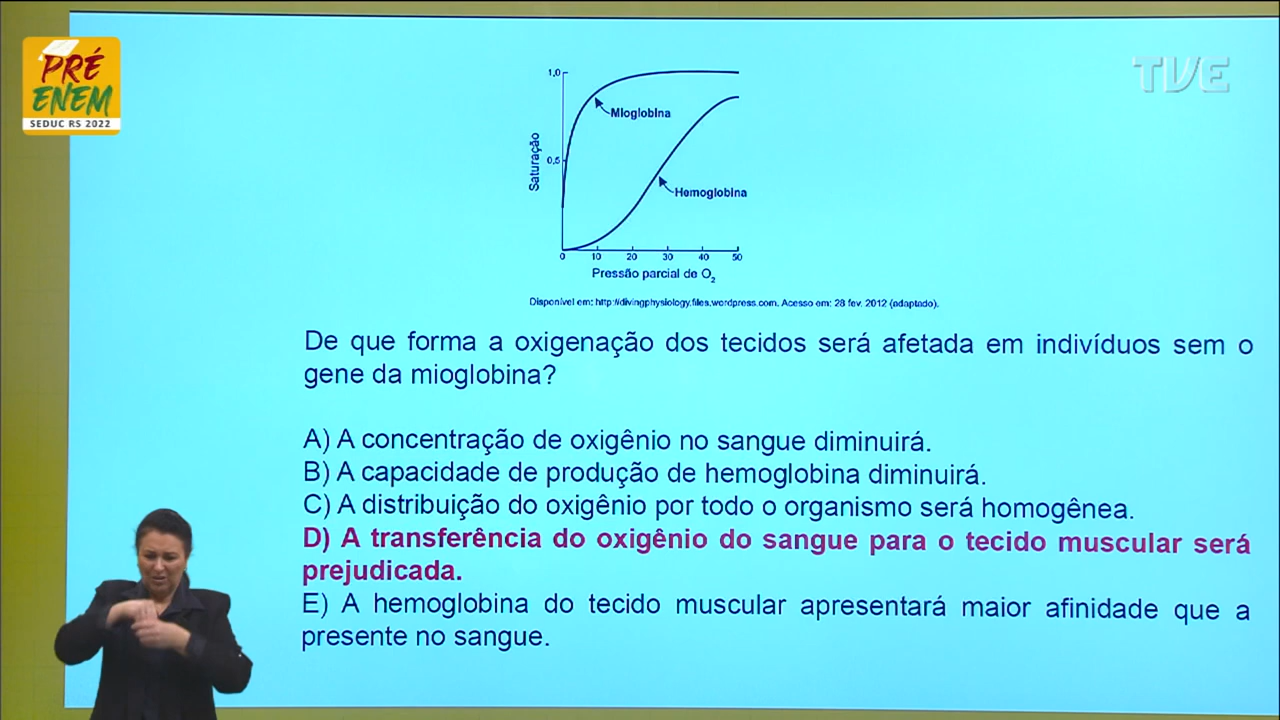 PRÉ
ENEM
SEDUC RS 2022
TVE
1,0
Mioglobina
Saturação
0,5
Hemoglobina
0 10 20 30 40 50
Pressão parcial de O₂
Disponível em: http://divingphysiology.files.wordpress.com. Acesso em: 28 fev. 2012 (adaptado).
De que forma a oxigenação dos tecidos será afetada em indivíduos sem o
gene da mioglobina?
A) A concentração de oxigênio no sangue diminuirá.
B) A capacidade de produção de hemoglobina diminuirá.
C) A distribuição do oxigênio por todo o organismo será homogênea.
D) A transferência do oxigênio do sangue para o tecido muscular será
prejudicada.
E) A hemoglobina do tecido muscular apresentará maior afinidade que a
presente no sangue.